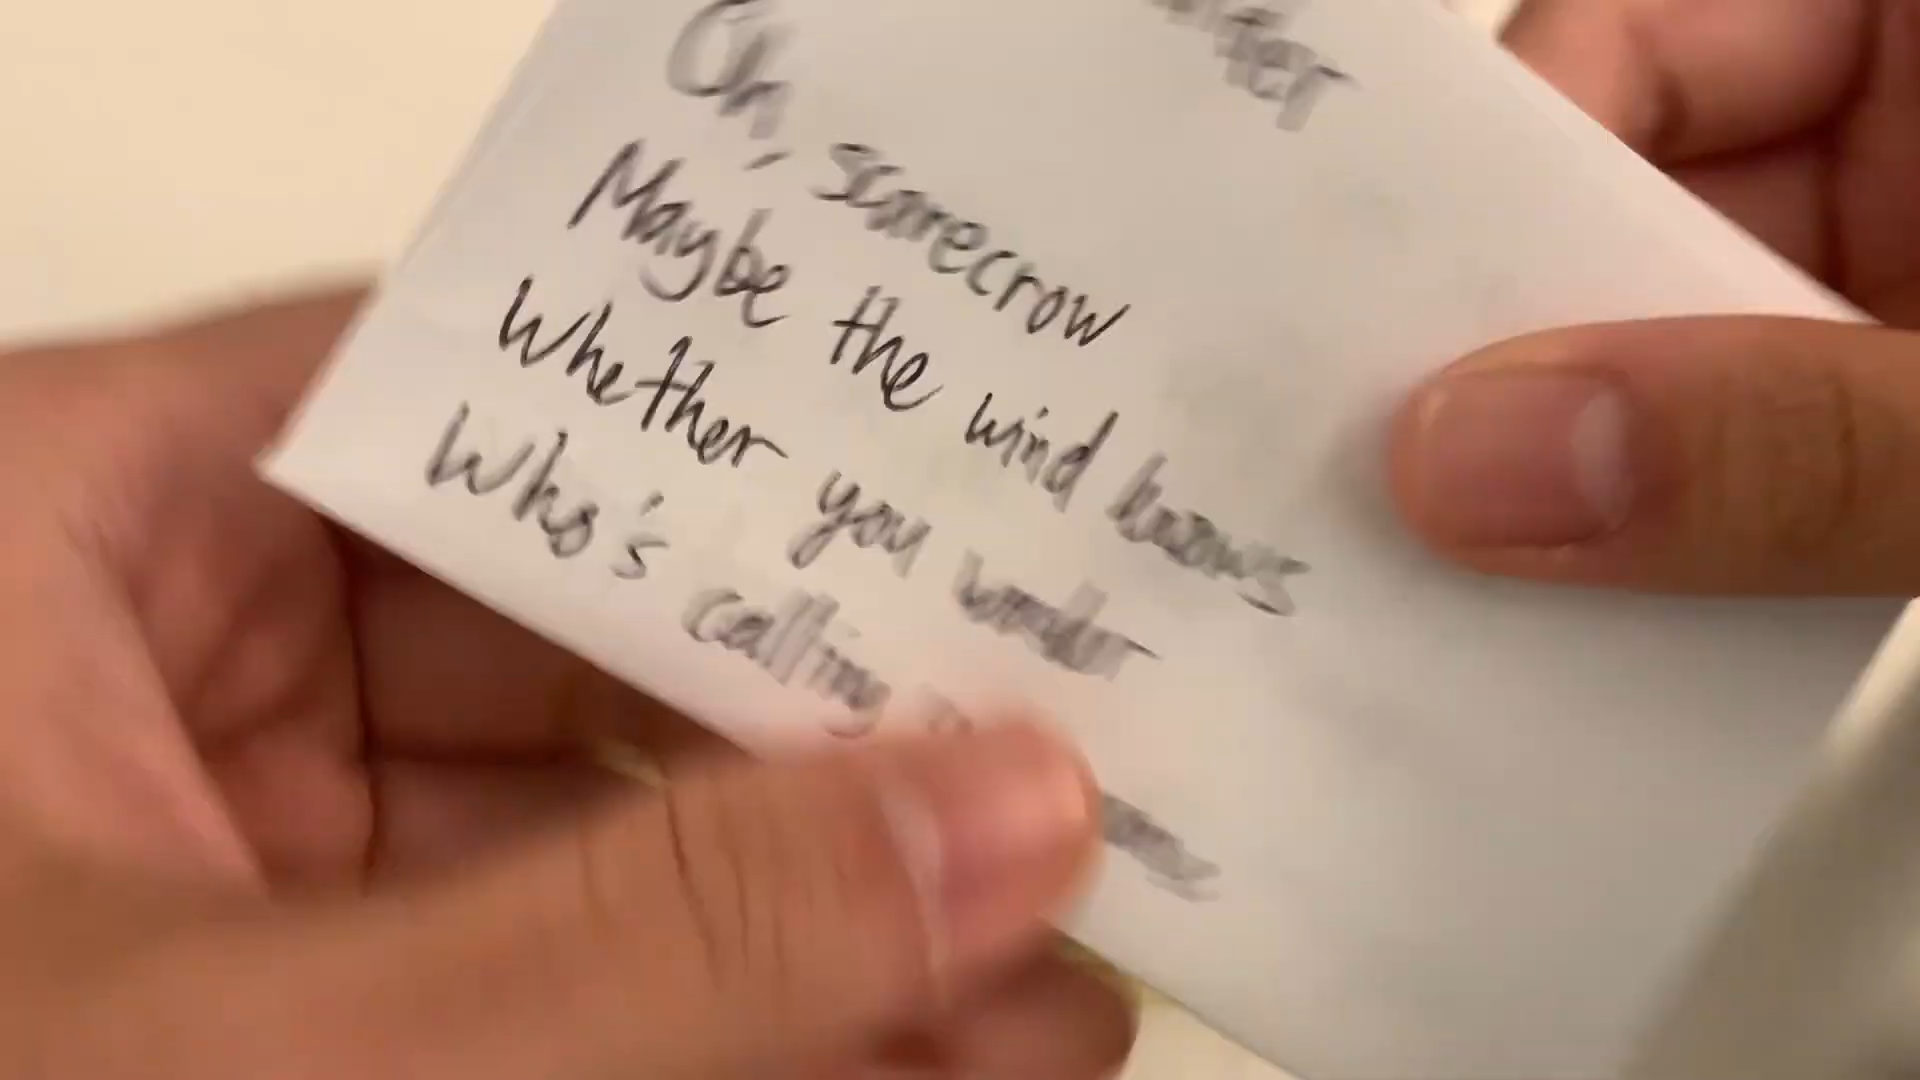 Oh, scarecrow
Maybe the wind knows
Whether you wonder
Who's calling